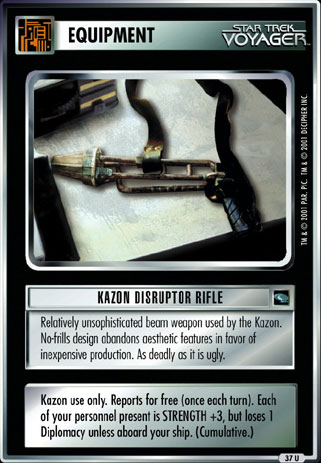 EQUIPMENT
STAR TREK
VOYAGER™
TM & © 2001 PAR. P.C. TM & © 2001 DECIPHER INC.
KAZON DISRUPTOR RIFLE
Relatively unsophisticated beam weapon used by the Kazon.
No-frills design abandons aesthetic features in favor of
inexpensive production. As deadly as it is ugly.
Kazon use only. Reports for free (once each turn). Each
of your personnel present is STRENGTH +3, but loses 1
Diplomacy unless aboard your ship. (Cumulative.)
37 U